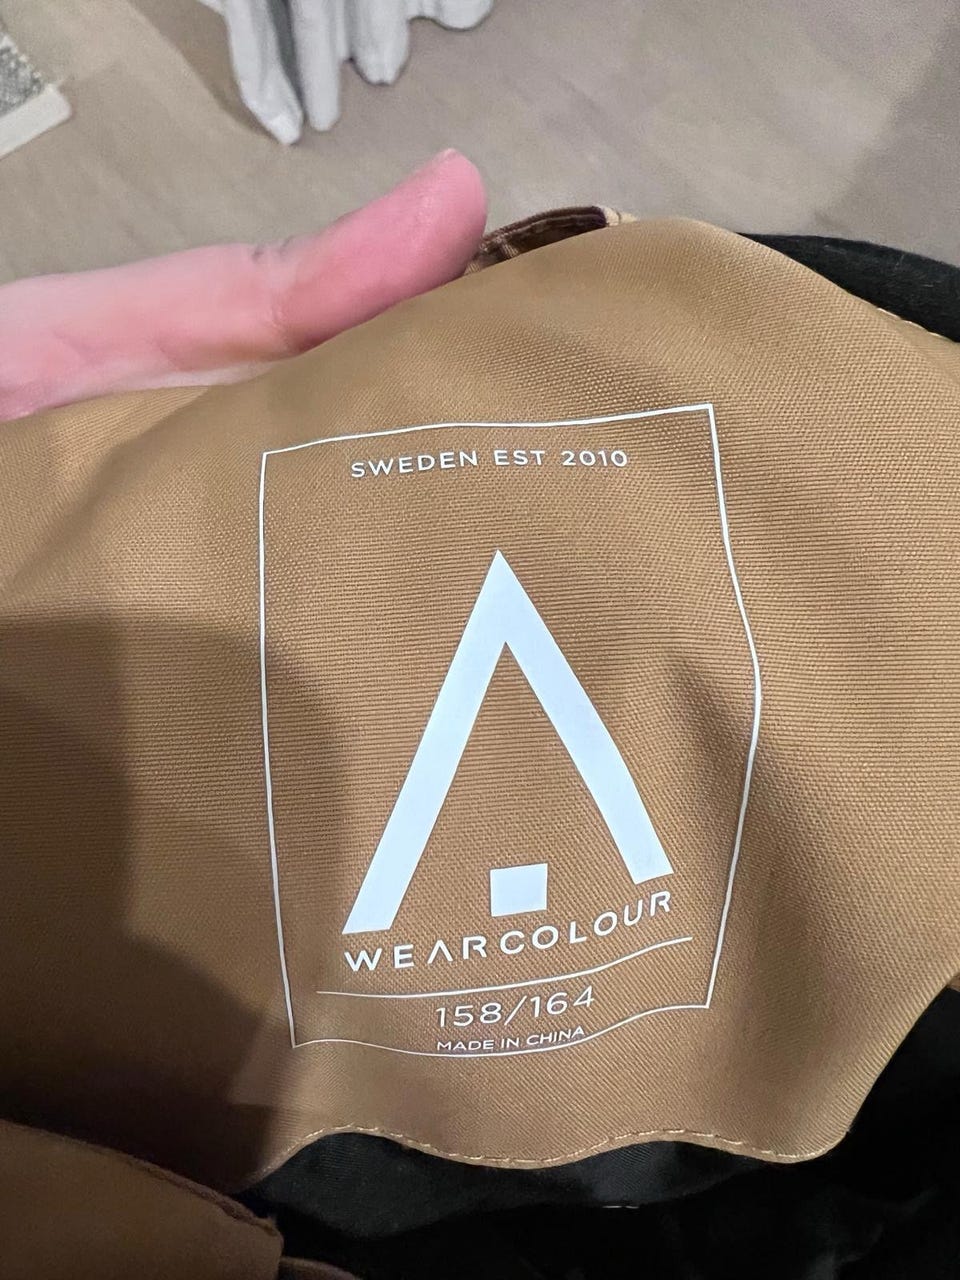 SWEDEN EST 2010
WEARCOLOUR
158/164
MADE IN CHINA